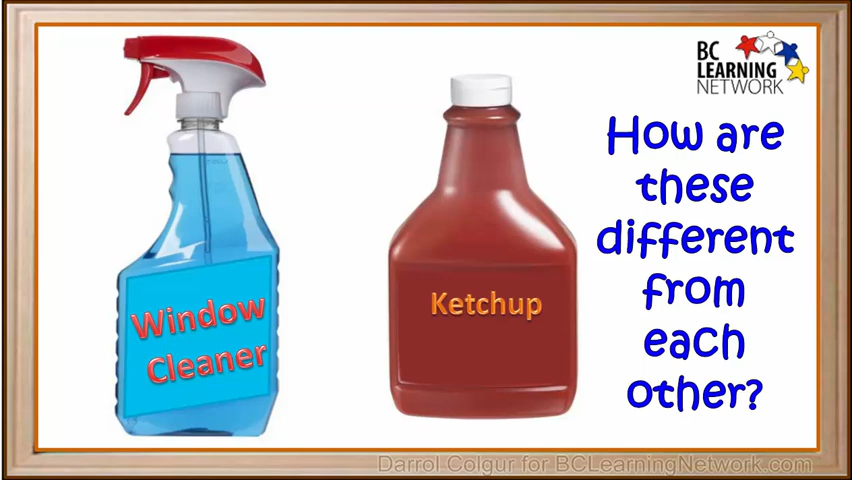 BC
LEARNING
NETWORK
How are
these
different
from
each
other?
Window
Cleaner
Ketchup
Darrol Colgur for BCLearningNetwork.com